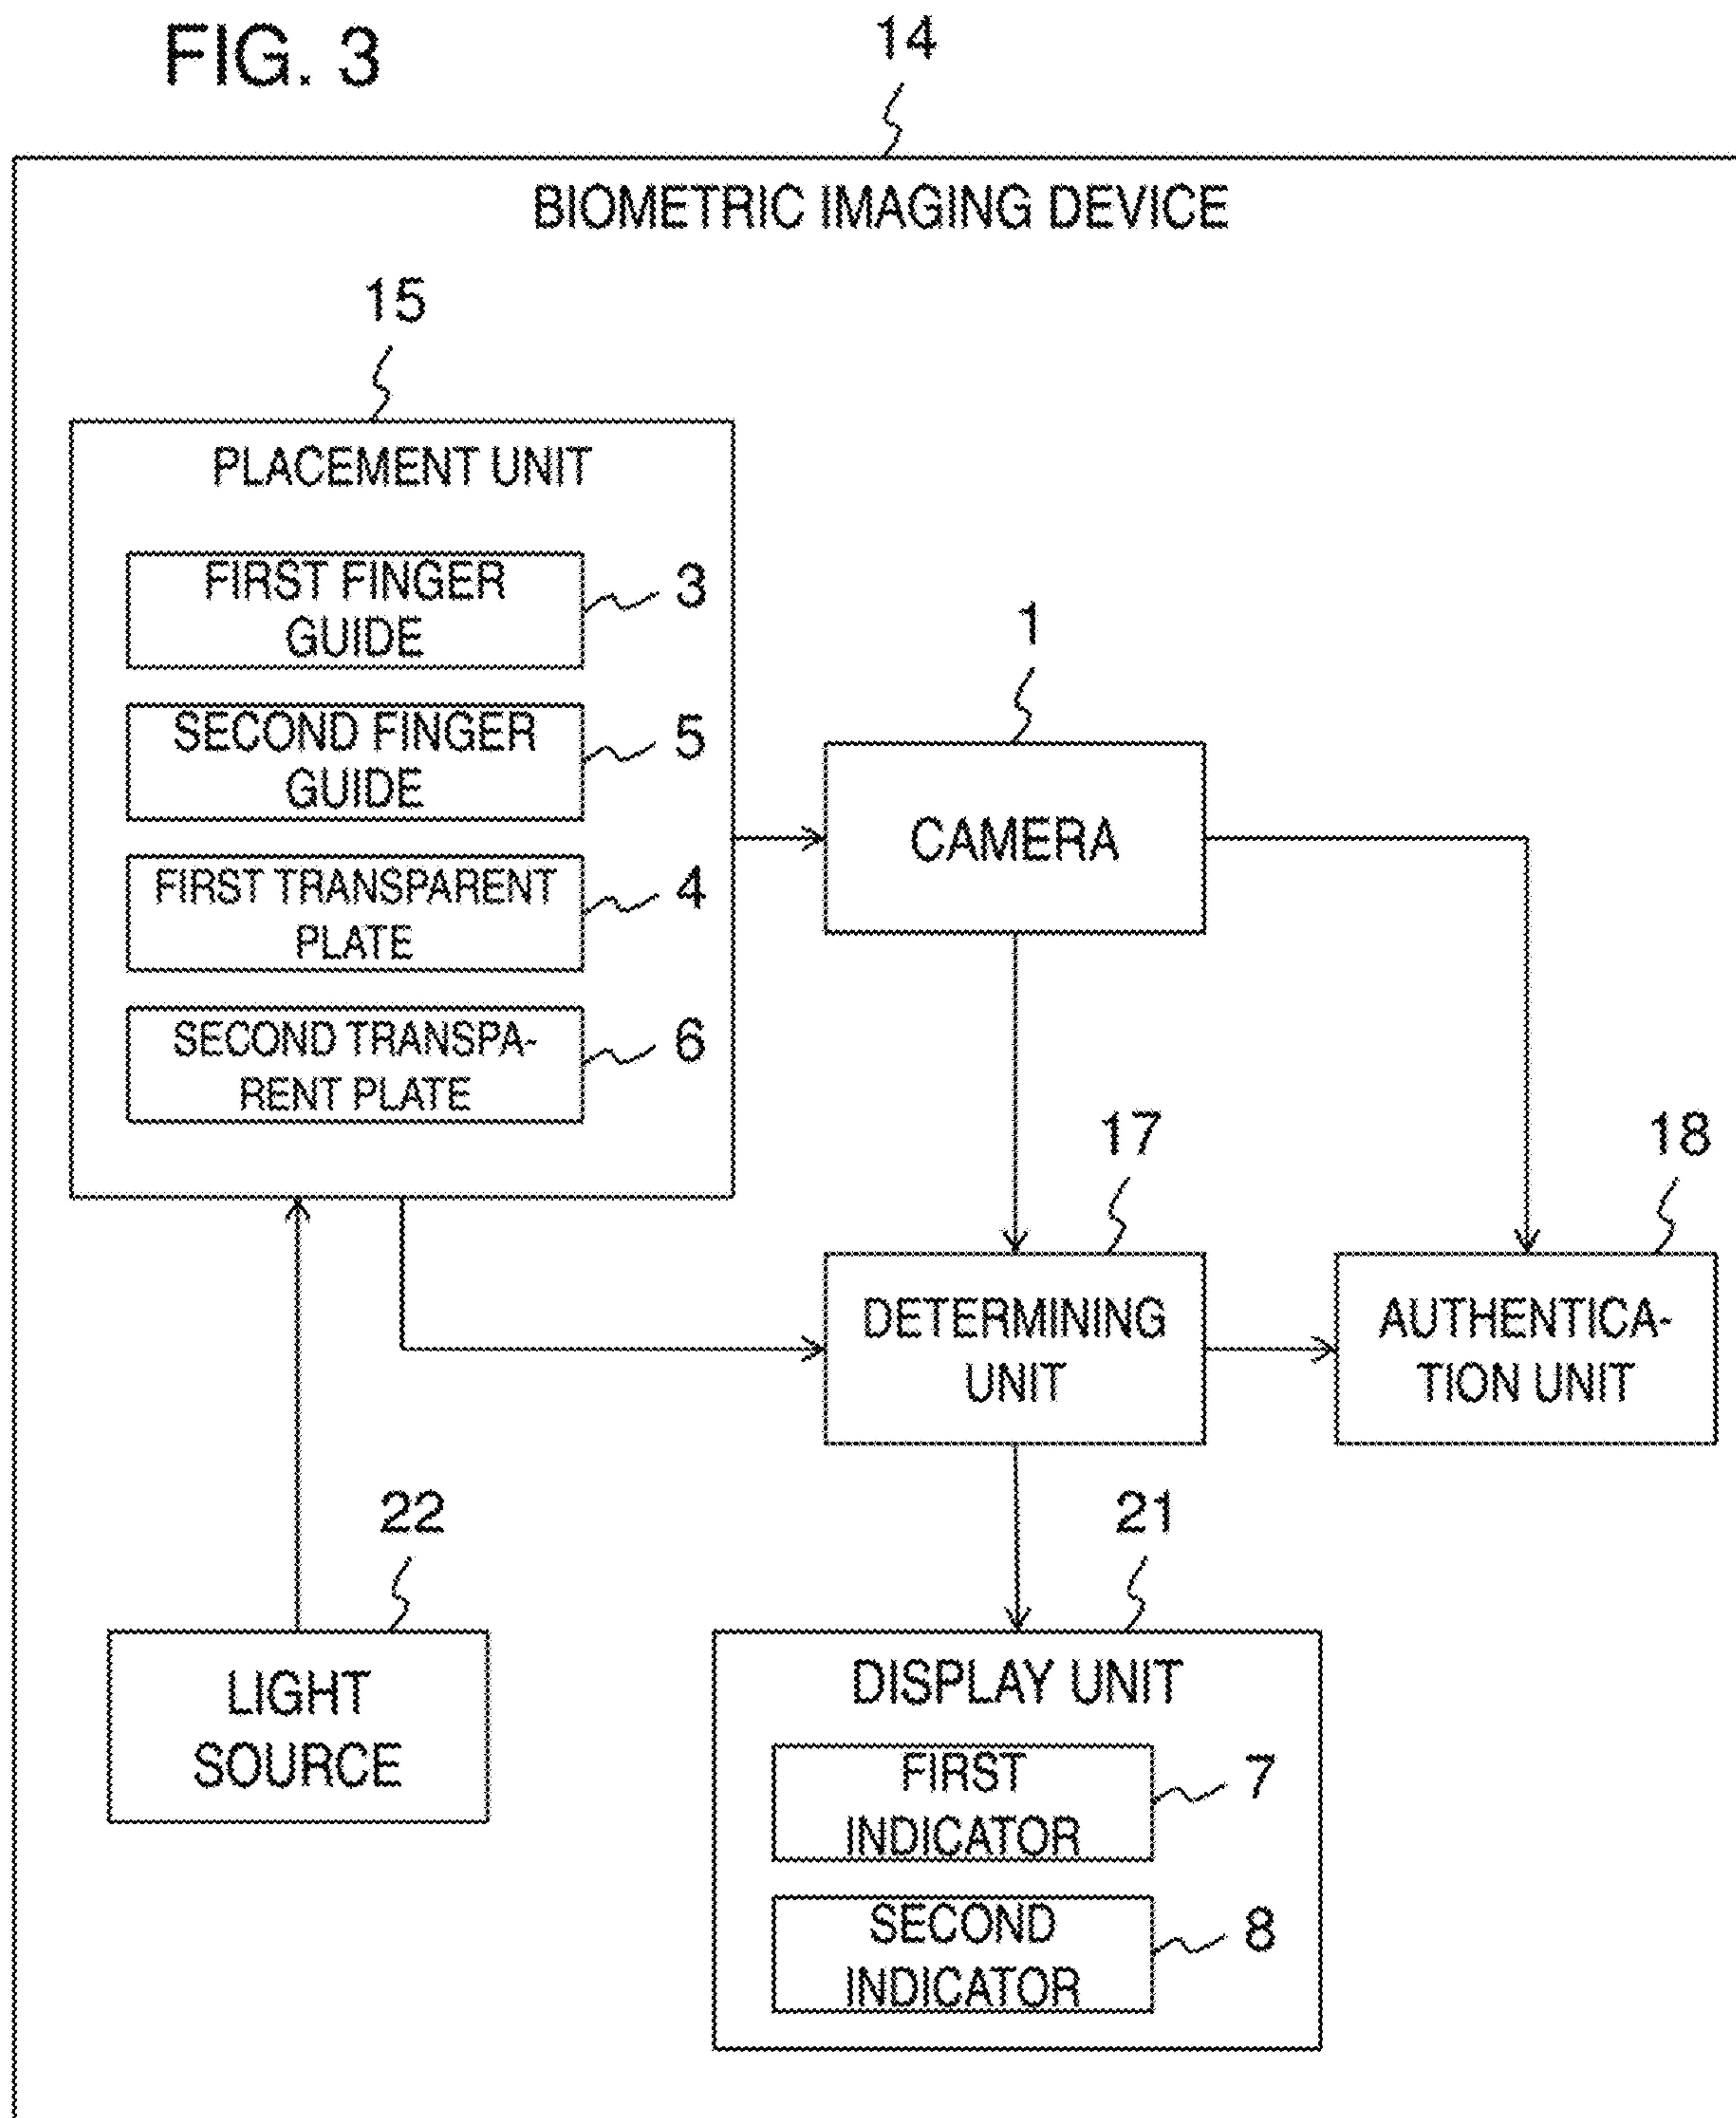 FIG. 3
14
BIOMETRIC IMAGING DEVICE
15
PLACEMENT UNIT
FIRST FINGER
GUIDE
3
SECOND FINGER
GUIDE
5
FIRST TRANSPARENT
PLATE
4
SECOND TRANSPA-
RENT PLATE
6
1
CAMERA
17
DETERMINING
UNIT
18
AUTHENTICA-
TION UNIT
22
LIGHT
SOURCE
21
DISPLAY UNIT
FIRST
INDICATOR
7
SECOND
INDICATOR
8